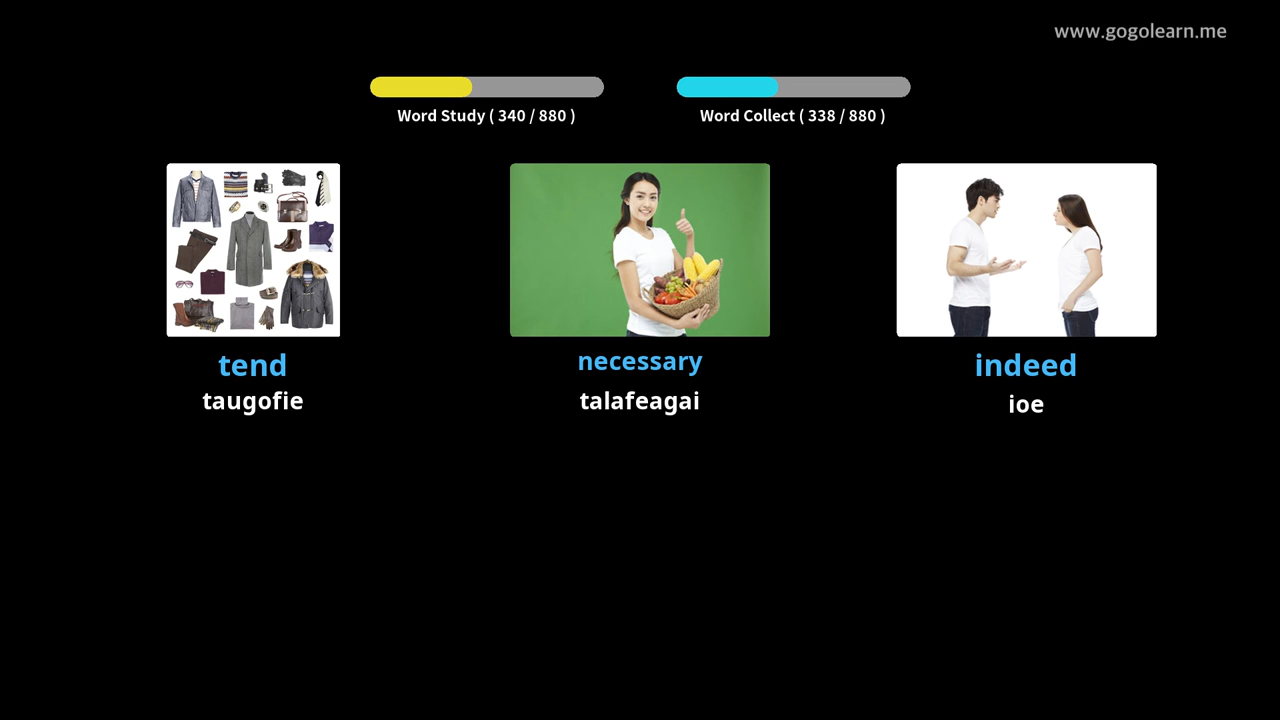 www.gogolearn.me
Word Study ( 340 / 880 )
Word Collect ( 338 / 880 )
tend
taugofie
necessary
talafeagai
indeed
ioe